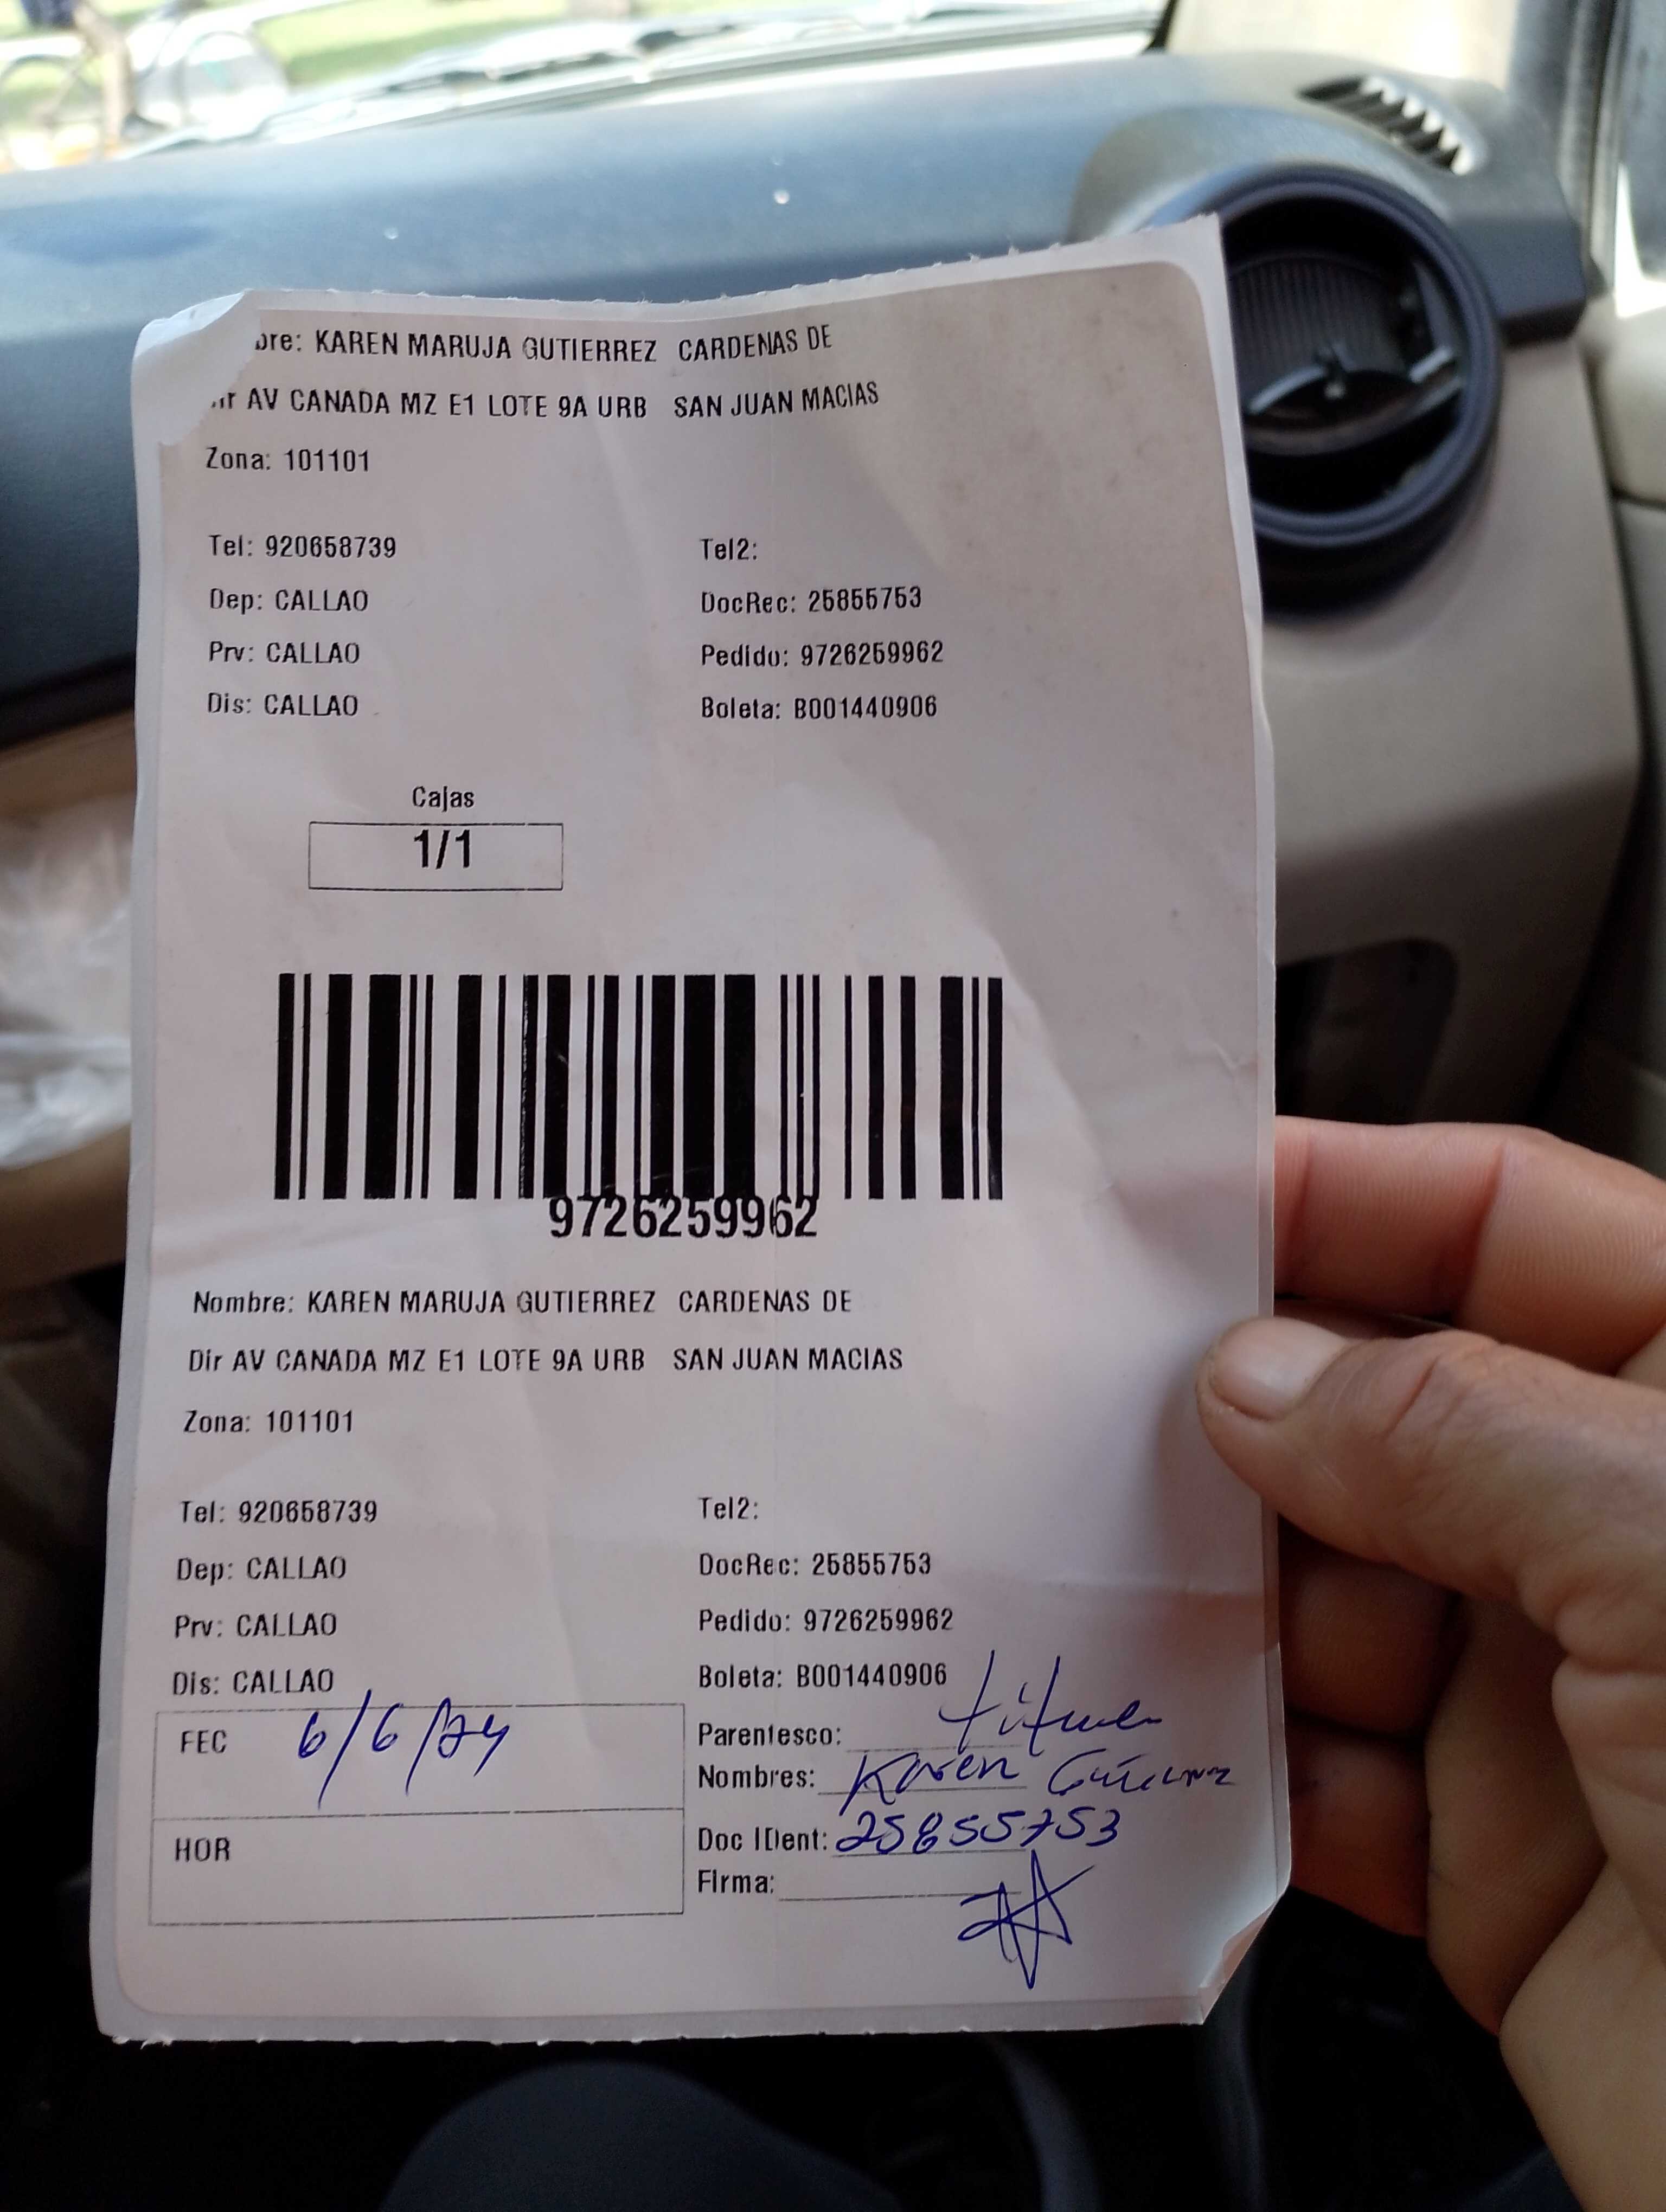 bre: KAREN MARUJA GUTIERREZ CARDENAS DE
Dir AV CANADA MZ E1 LOTE 9A URB SAN JUAN MACIAS
Zona: 101101
Tel: 920658739 Tel2:
Dep: CALLAO DocRec: 25855753
Prv: CALLAO Pedido: 9726259962
Dis: CALLAO Boleta: B001440906
Cajas
1/1
9726259962
Nombre: KAREN MARUJA GUTIERREZ CARDENAS DE
Dir AV CANADA MZ E1 LOTE 9A URB SAN JUAN MACIAS
Zona: 101101
Tel: 920658739 Tel2:
Dep: CALLAO DocRec: 25855753
Prv: CALLAO Pedido: 9726259962
Dis: CALLAO Boleta: B001440906
FEC 6/6/24 Parentesco:
Nombres: Karen Gutierrez
HOR Doc IDent: 25855753
Firma: